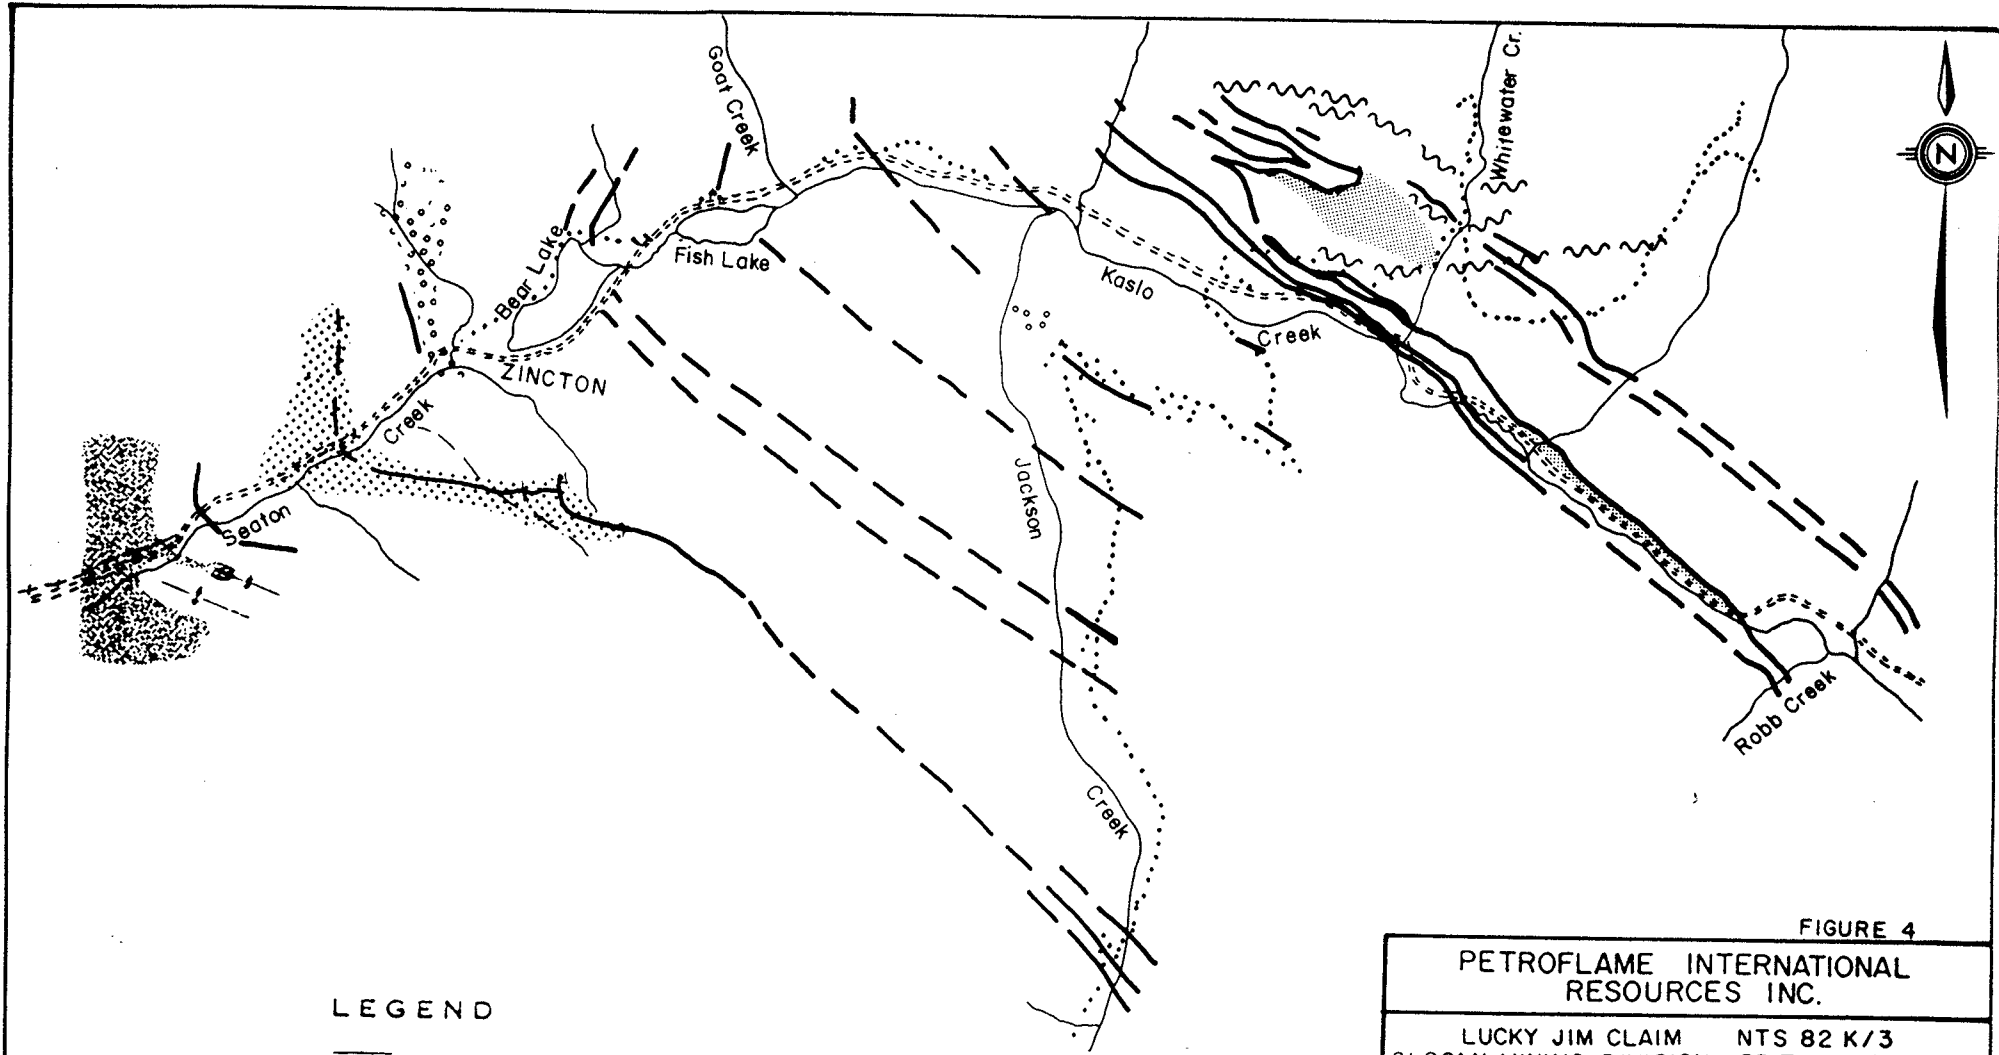 Goat Creek
Whitewater Cr.
N
Bear Lake
Fish Lake
Kaslo
Creek
ZINCTON
Creek
Seaton
Jackson
Creek
Robb Creek
FIGURE 4
PETROFLAME INTERNATIONAL
RESOURCES INC.
LEGEND
LUCKY JIM CLAIM NTS 82 K/3